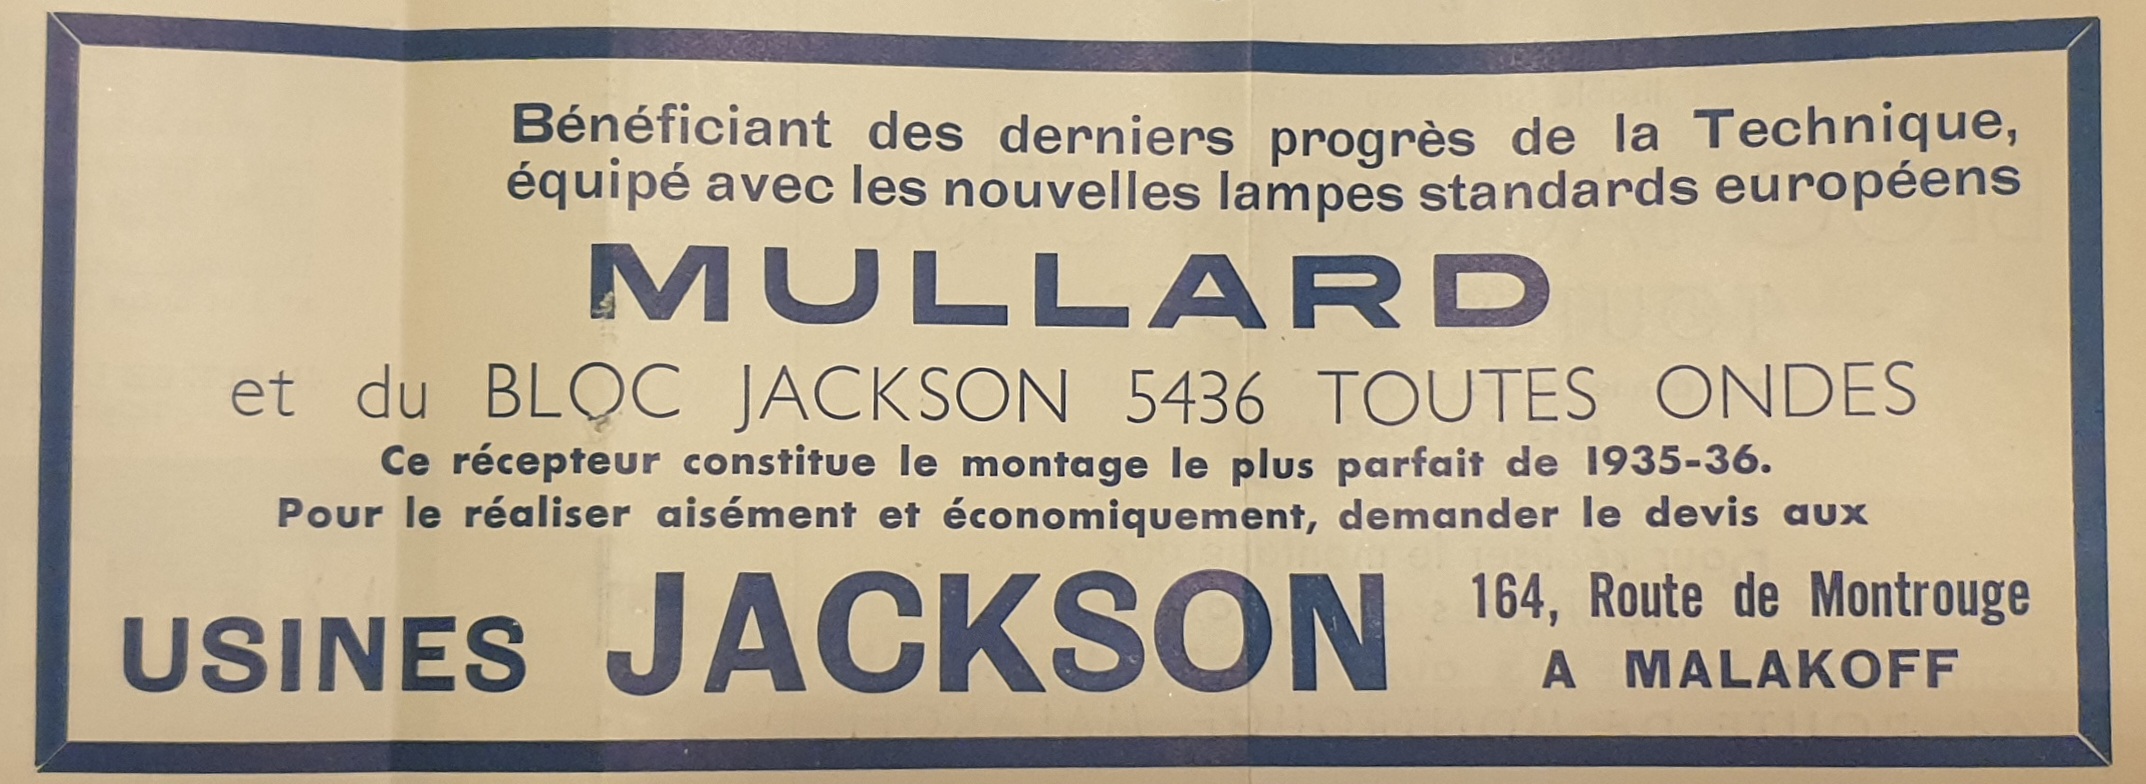 Bénéficiant des derniers progrès de la Technique,
équipé avec les nouvelles lampes standards européens
MULLARD
et du BLOC JACKSON 5436 TOUTES ONDES
Ce récepteur constitue le montage le plus parfait de 1935-36.
Pour le réaliser aisément et économiquement, demander le devis aux
USINES JACKSON 164, Route de Montrouge
A MALAKOFF